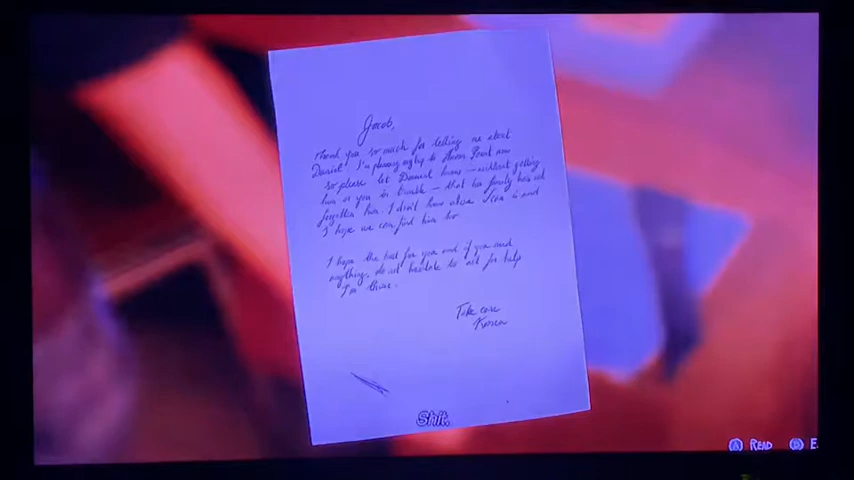 Jacob,
Thank you so much for telling me about
Daniel. I'm planning my trip to Haven Point now
so please let Daniel know – without getting
him or you in trouble – that his family has not
forgotten him. I don't know where Sean is and
I hope we can find him too
I hope the best for you and if you need
anything, do not hesitate to ask for help
I'm there.
Take care
Karen
Shit.
A READ
B E